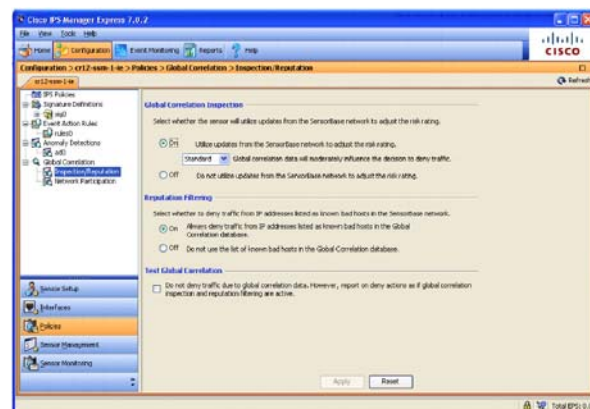 Cisco IPS Manager Express 7.0.2
File View Tools Help
Home Configuration Event Monitoring Reports Help
CISCO
Configuration > cr12-ssm-1-ie > Policies > Global Correlation > Inspection/Reputation
cr12-ssm-1-ie
Refresh
IPS Policies
Signature Definitions
sig0
Event Action Rules
rules0
Anomaly Detections
ad0
Global Correlation
Inspection/Reputation
Network Participation
Global Correlation Inspection
Select whether the sensor will utilize updates from the SensorBase network to adjust the risk rating.
On Utilize updates from the SensorBase network to adjust the risk rating.
Standard Global correlation data will moderately influence the decision to deny traffic.
Off Do not utilize updates from the SensorBase network to adjust the risk rating.
Reputation Filtering
Select whether to deny traffic from IP addresses listed as known bad hosts in the SensorBase network.
On Always deny traffic from IP addresses listed as known bad hosts in the Global
Correlation database.
Off Do not use the list of known bad hosts in the Global Correlation database.
Test Global Correlation
Do not deny traffic due to global correlation data. However, report on deny actions as if global correlation
inspection and reputation filtering are active.
Sensor Setup
Interfaces
Policies
Sensor Management
Sensor Monitoring
Apply Reset
Total EPS: 0.0